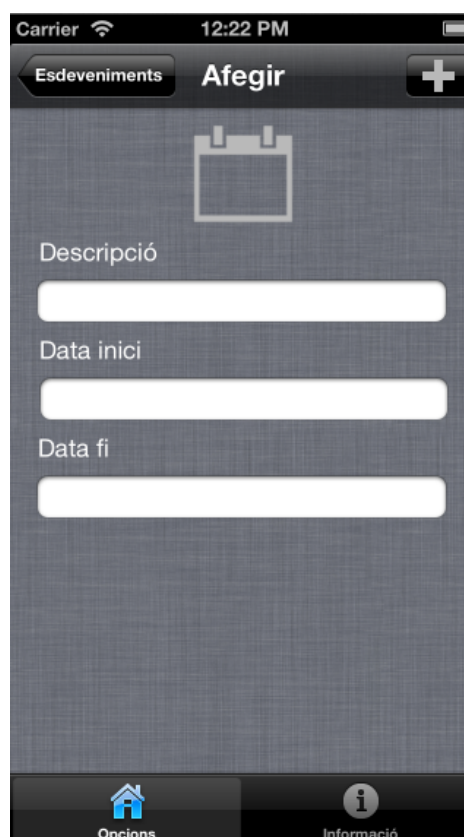 Carrier 12:22 PM
Esdeveniments Afegir
Descripció
Data inici
Data fi
Opcions Informació